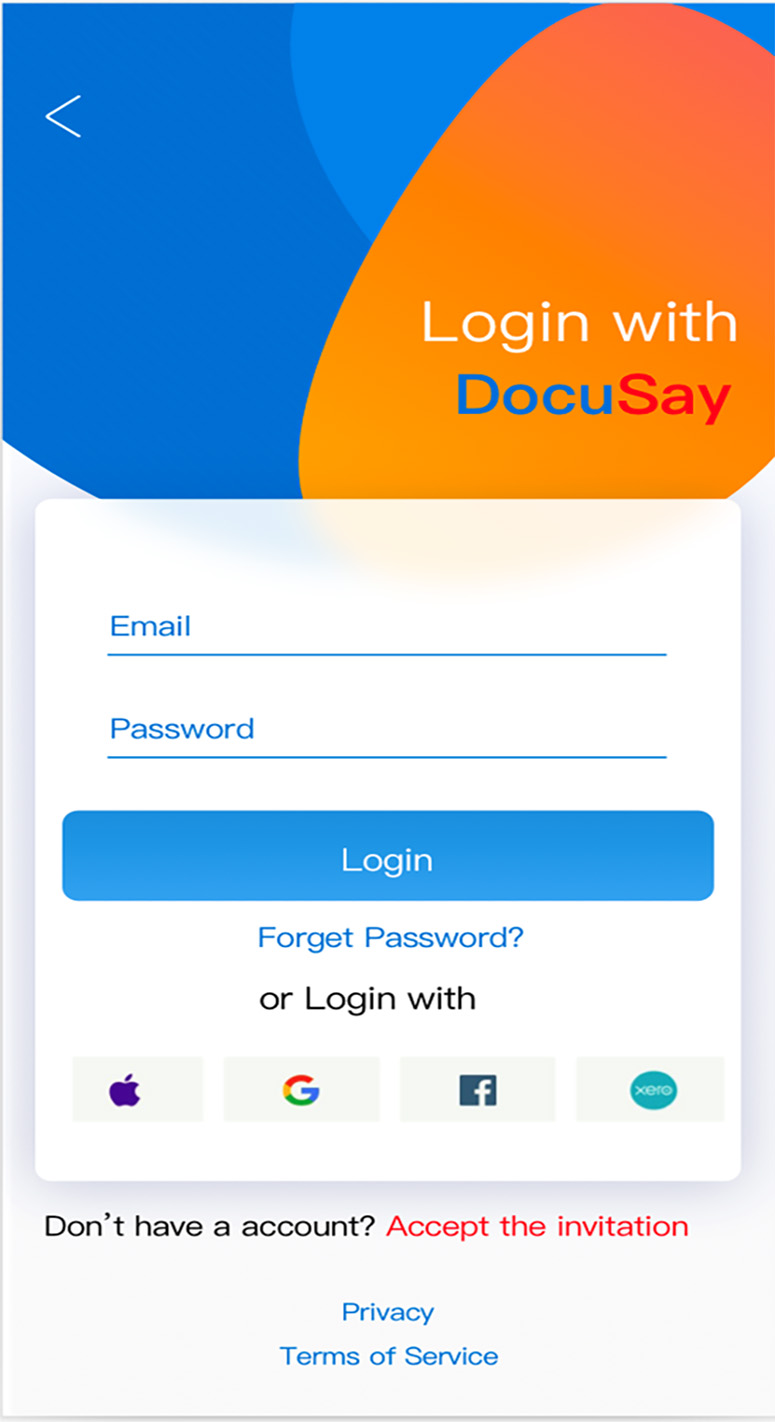 Login with
DocuSay
Email
Password
Login
Forget Password?
or Login with
xero
Don't have a account? Accept the invitation
Privacy
Terms of Service